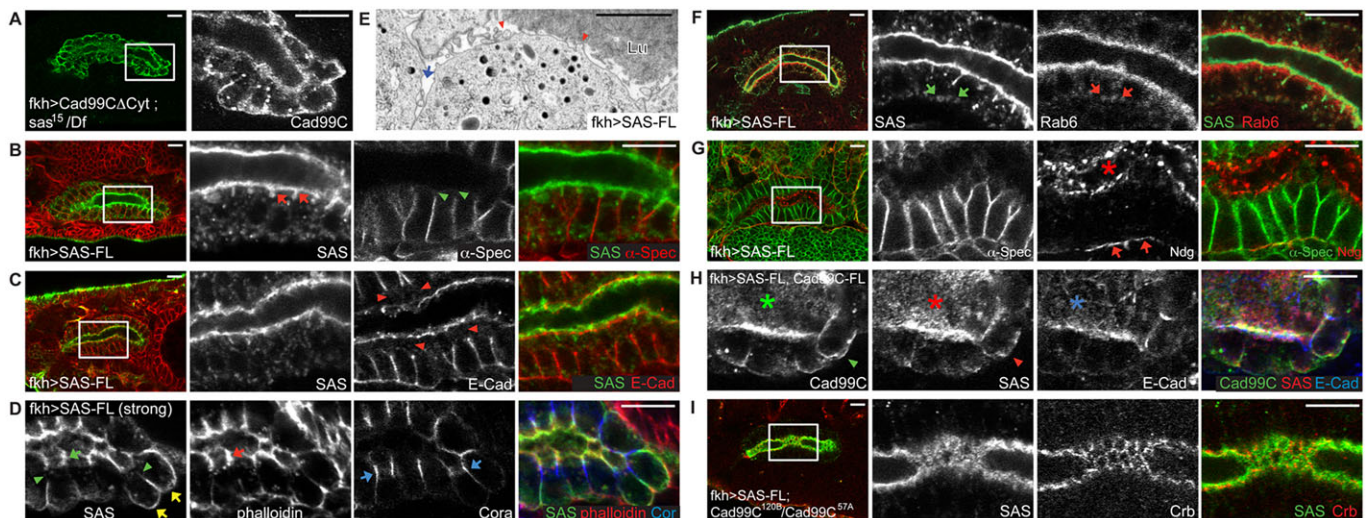 A
fkh>Cad99CΔCyt ;
sas15/Df
Cad99C
E
Lu
fkh>SAS-FL
F
fkh>SAS-FL
SAS
Rab6
SAS Rab6
B
fkh>SAS-FL
SAS
α-Spec
SAS α-Spec
G
fkh>SAS-FL
α-Spec
Ndg
α-Spec Ndg
C
fkh>SAS-FL
SAS
E-Cad
SAS E-Cad
H
fkh>SAS-FL, Cad99C-FL
Cad99C
SAS
E-Cad
Cad99C SAS E-Cad
D
fkh>SAS-FL (strong)
SAS
phalloidin
Cora
SAS phalloidin Cor
I
fkh>SAS-FL;
Cad99C120B/Cad99C57A
SAS
Crb
SAS Crb